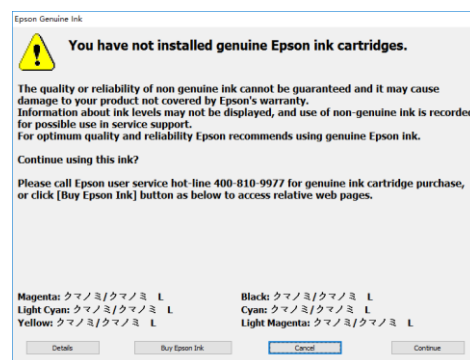 Epson Genuine Ink
You have not installed genuine Epson ink cartridges.
The quality or reliability of non genuine ink cannot be guaranteed and it may cause
damage to your product not covered by Epson's warranty.
Information about ink levels may not be displayed, and use of non-genuine ink is recorded
for possible use in service support.
For optimum quality and reliability Epson recommends using genuine Epson ink.
Continue using this ink?
Please call Epson user service hot-line 400-810-9977 for genuine ink cartridge purchase,
or click [Buy Epson Ink] button as below to access relative web pages.
Magenta: クマノミ/クマノミ L
Black: クマノミ/クマノミ L
Light Cyan: クマノミ/クマノミ L
Cyan: クマノミ/クマノミ L
Yellow: クマノミ/クマノミ L
Light Magenta: クマノミ/クマノミ L
Details
Buy Epson Ink
Cancel
Continue